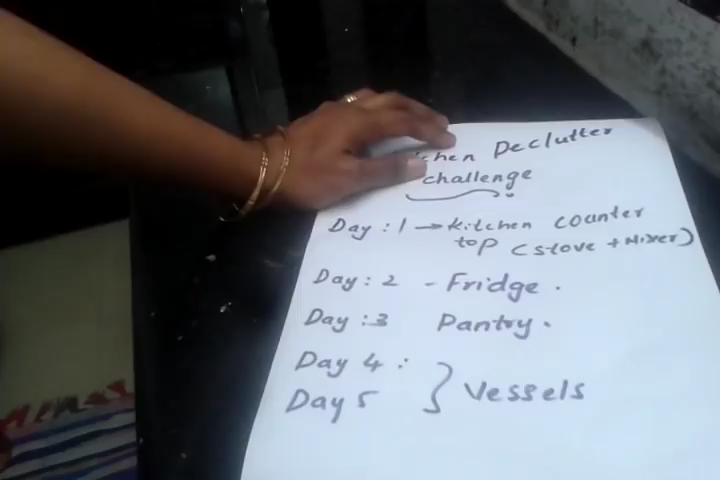 chen Declutter
challenge
Day : 1 → kitchen counter
top (stove + Mixer)
Day : 2 - Fridge .
Day : 3 Pantry .
Day 4 :
Day 5 } Vessels